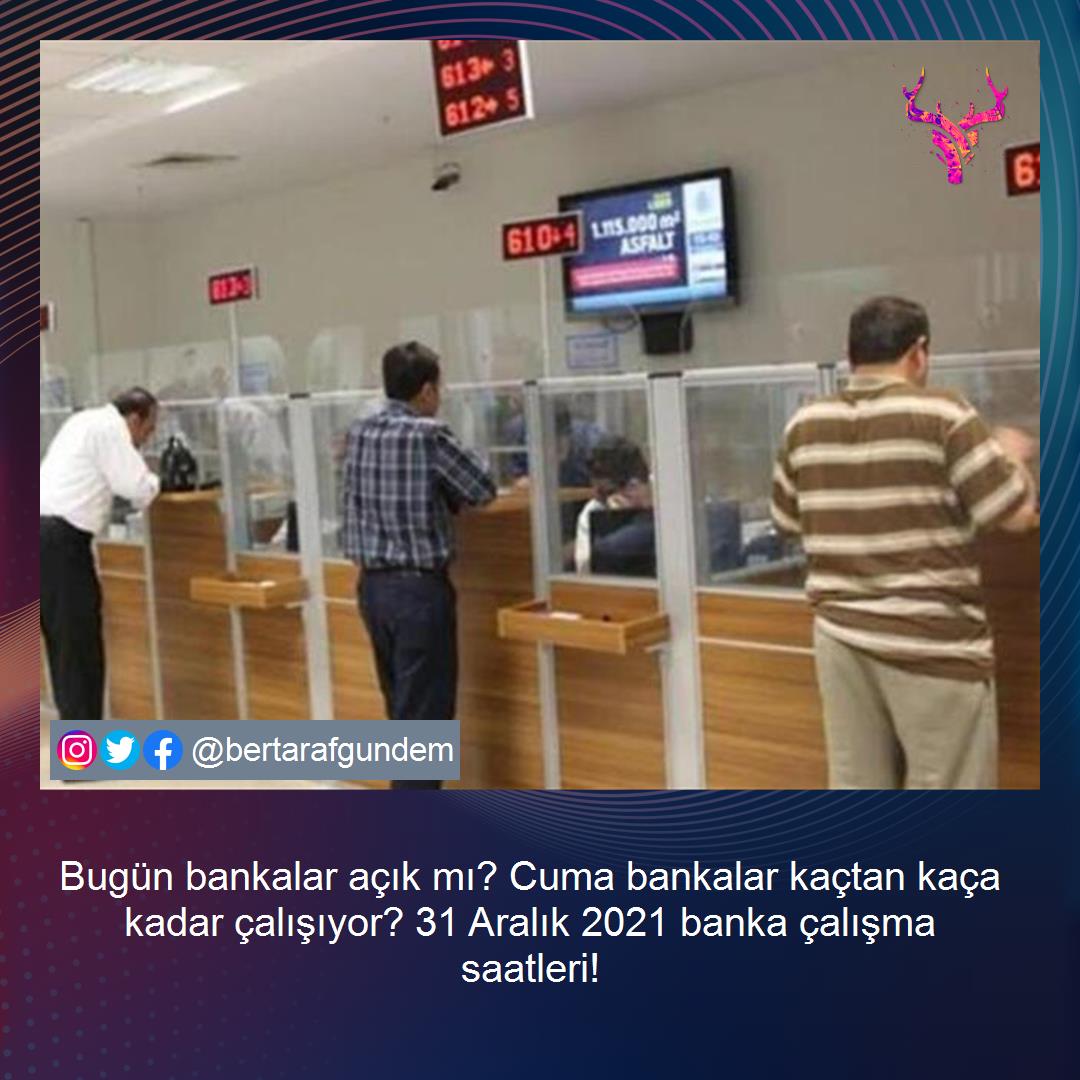 613 3
612 5
610 4
1.115.000 m²
ASFALT
@bertarafgundem
Bugün bankalar açık mı? Cuma bankalar kaçtan kaça
kadar çalışıyor? 31 Aralık 2021 banka çalışma
saatleri!